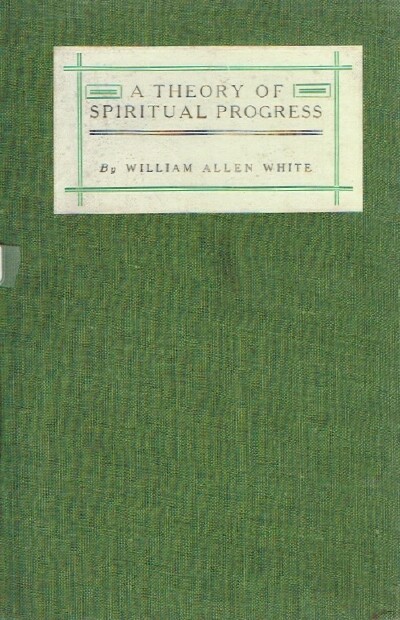 A THEORY OF
SPIRITUAL PROGRESS
By WILLIAM ALLEN WHITE